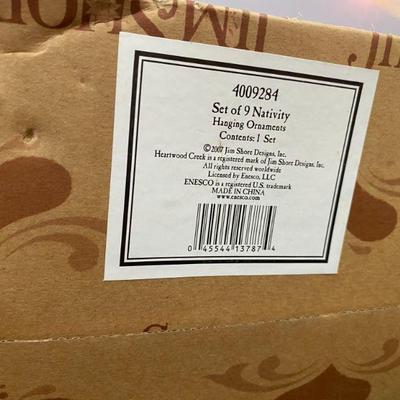 JIM SHOR
4009284
Set of 9 Nativity
Hanging Ornaments
Contents: 1 Set
©2007 Jim Shore Designs, Inc.
Heartwood Creek is a registered mark of Jim Shore Designs, Inc.
All rights reserved worldwide
Licensed by Enesco, LLC
ENESCO is a registered U.S. trademark
MADE IN CHINA
www.enesco.com
0 45544 13787 4